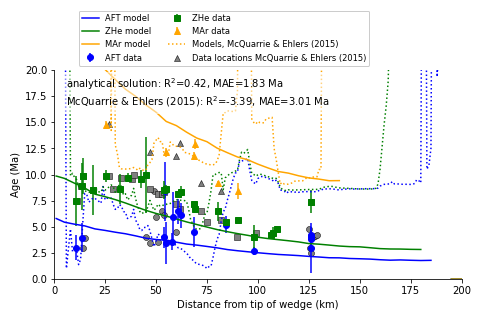 AFT model
ZHe model
MAr model
AFT data
ZHe data
MAr data
Models, McQuarrie & Ehlers (2015)
Data locations McQuarrie & Ehlers (2015)
analytical solution: R²=0.42, MAE=1.83 Ma
McQuarrie & Ehlers (2015): R²=-3.39, MAE=3.01 Ma
20.0
17.5
15.0
12.5
10.0
7.5
5.0
2.5
0.0
Age (Ma)
0 25 50 75 100 125 150 175 200
Distance from tip of wedge (km)